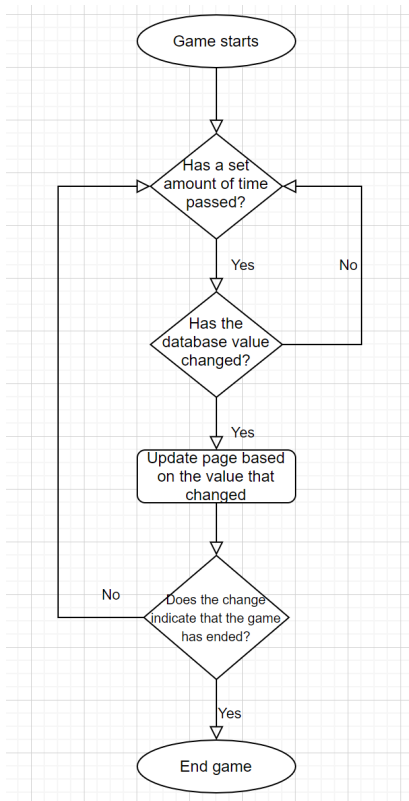 Game starts
Has a set
amount of time
passed?
Yes
No
Has the
database value
changed?
Yes
Update page based
on the value that
changed
No
Does the change
indicate that the game
has ended?
Yes
End game